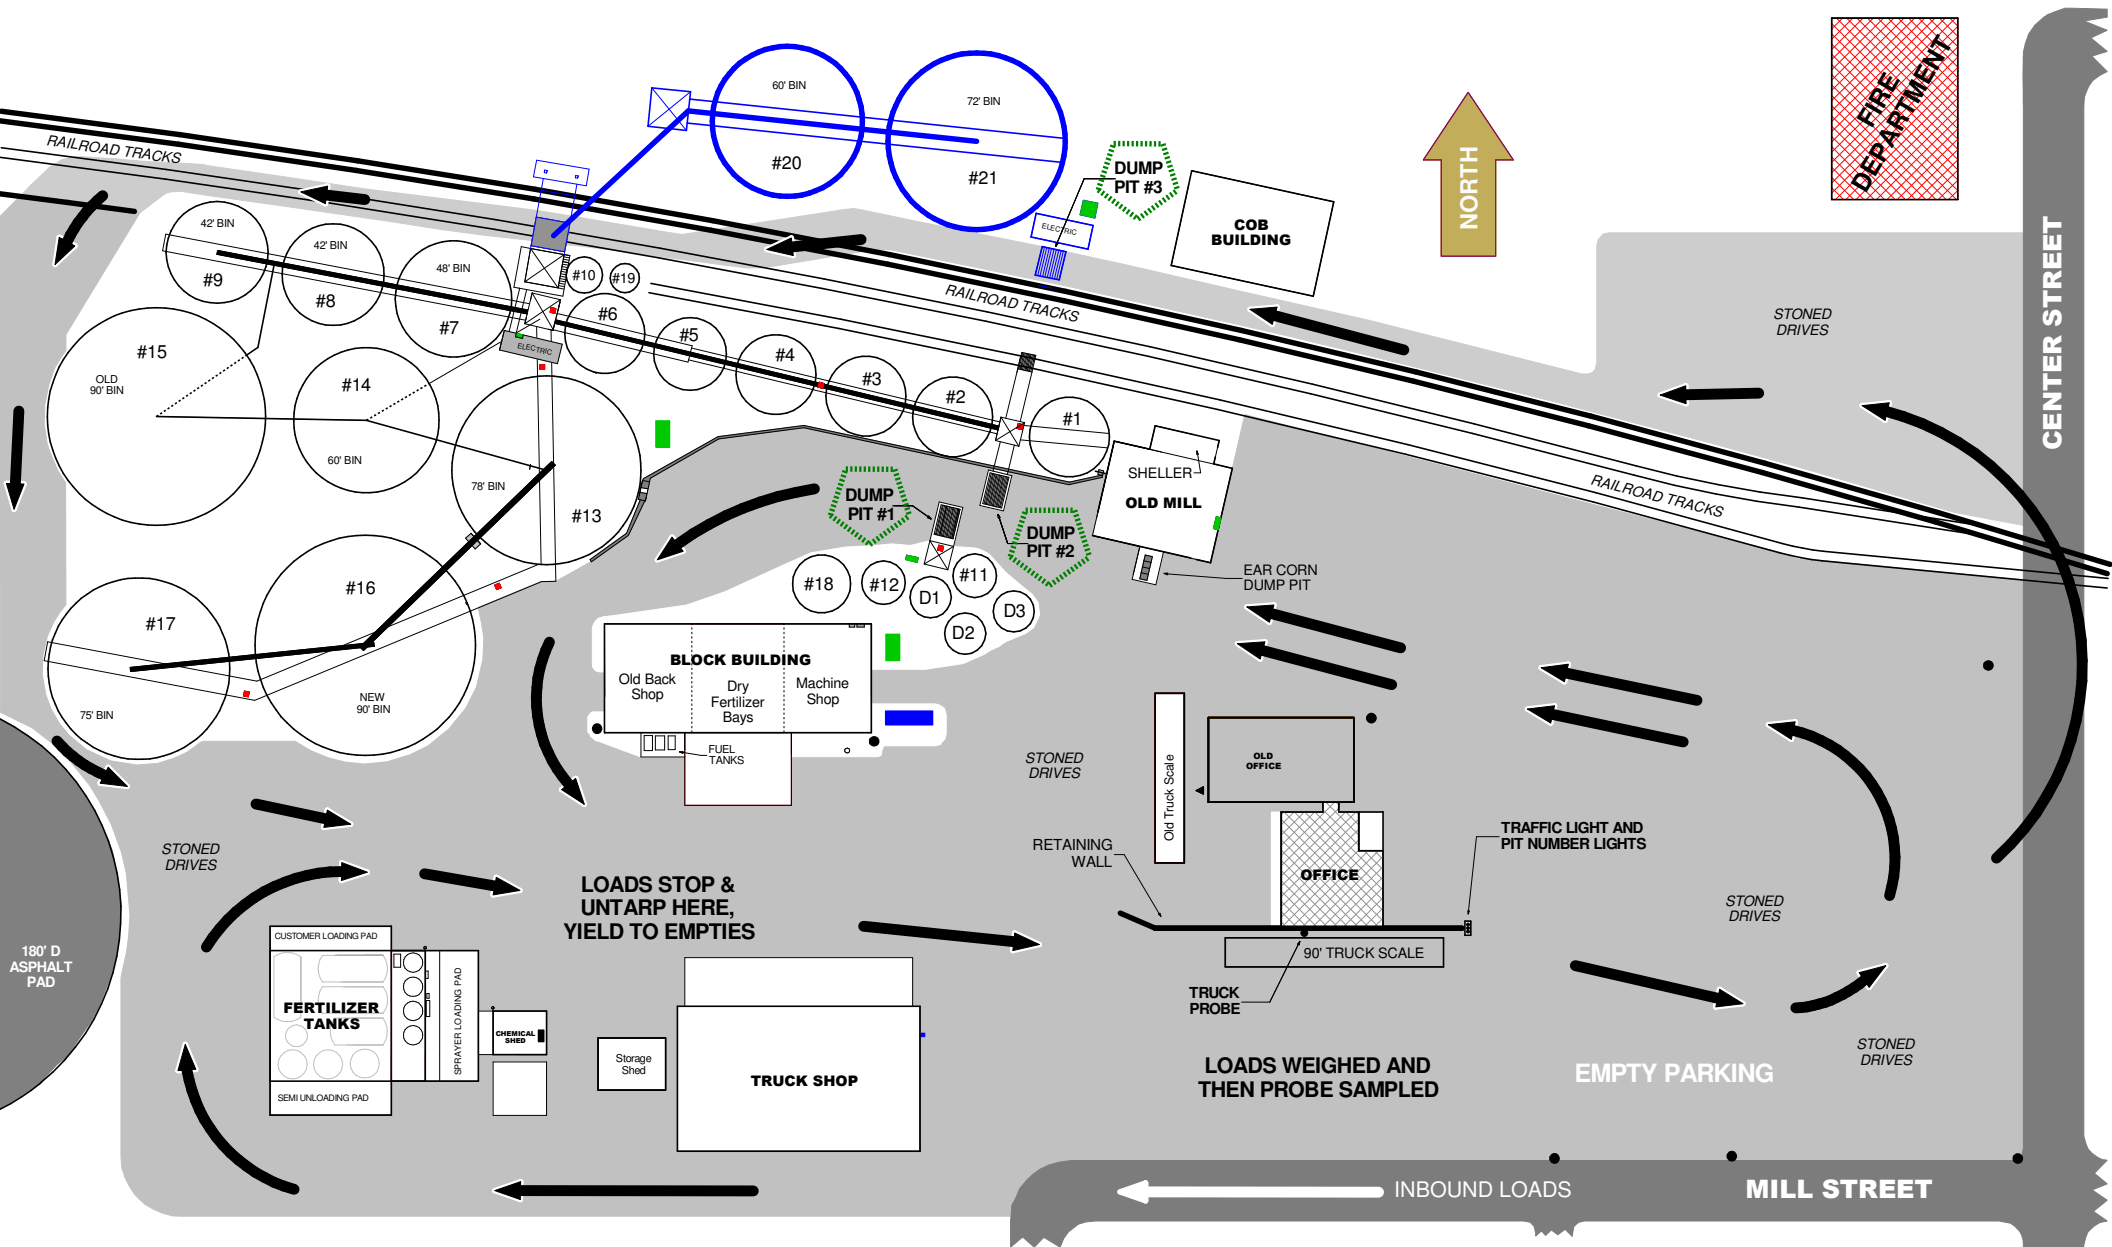 RAILROAD TRACKS
60' BIN
#20
72' BIN
#21
DUMP
PIT #3
ELECTRIC
COB
BUILDING
NORTH
FIRE
DEPARTMENT
CENTER STREET
STONED
DRIVES
42' BIN
#9
42' BIN
#8
48' BIN
#7
#10
#19
#6
#5
#4
#3
#2
#1
ELECTRIC
RAILROAD TRACKS
RAILROAD TRACKS
#15
OLD
90' BIN
#14
60' BIN
78' BIN
#13
SHELLER
OLD MILL
DUMP
PIT #1
DUMP
PIT #2
EAR CORN
DUMP PIT
#18
#12
#11
D1
D2
D3
#16
NEW
90' BIN
#17
75' BIN
BLOCK BUILDING
Old Back
Shop
Dry
Fertilizer
Bays
Machine
Shop
FUEL
TANKS
STONED
DRIVES
Old Truck Scale
OLD
OFFICE
OFFICE
RETAINING
WALL
TRAFFIC LIGHT AND
PIT NUMBER LIGHTS
90' TRUCK SCALE
TRUCK
PROBE
STONED
DRIVES
STONED
DRIVES
LOADS STOP &
UNTARP HERE,
YIELD TO EMPTIES
180' D
ASPHALT
PAD
CUSTOMER LOADING PAD
FERTILIZER
TANKS
SPRAYER LOADING PAD
SEMI UNLOADING PAD
CHEMICAL
SHED
Storage
Shed
TRUCK SHOP
LOADS WEIGHED AND
THEN PROBE SAMPLED
EMPTY PARKING
STONED
DRIVES
INBOUND LOADS
MILL STREET